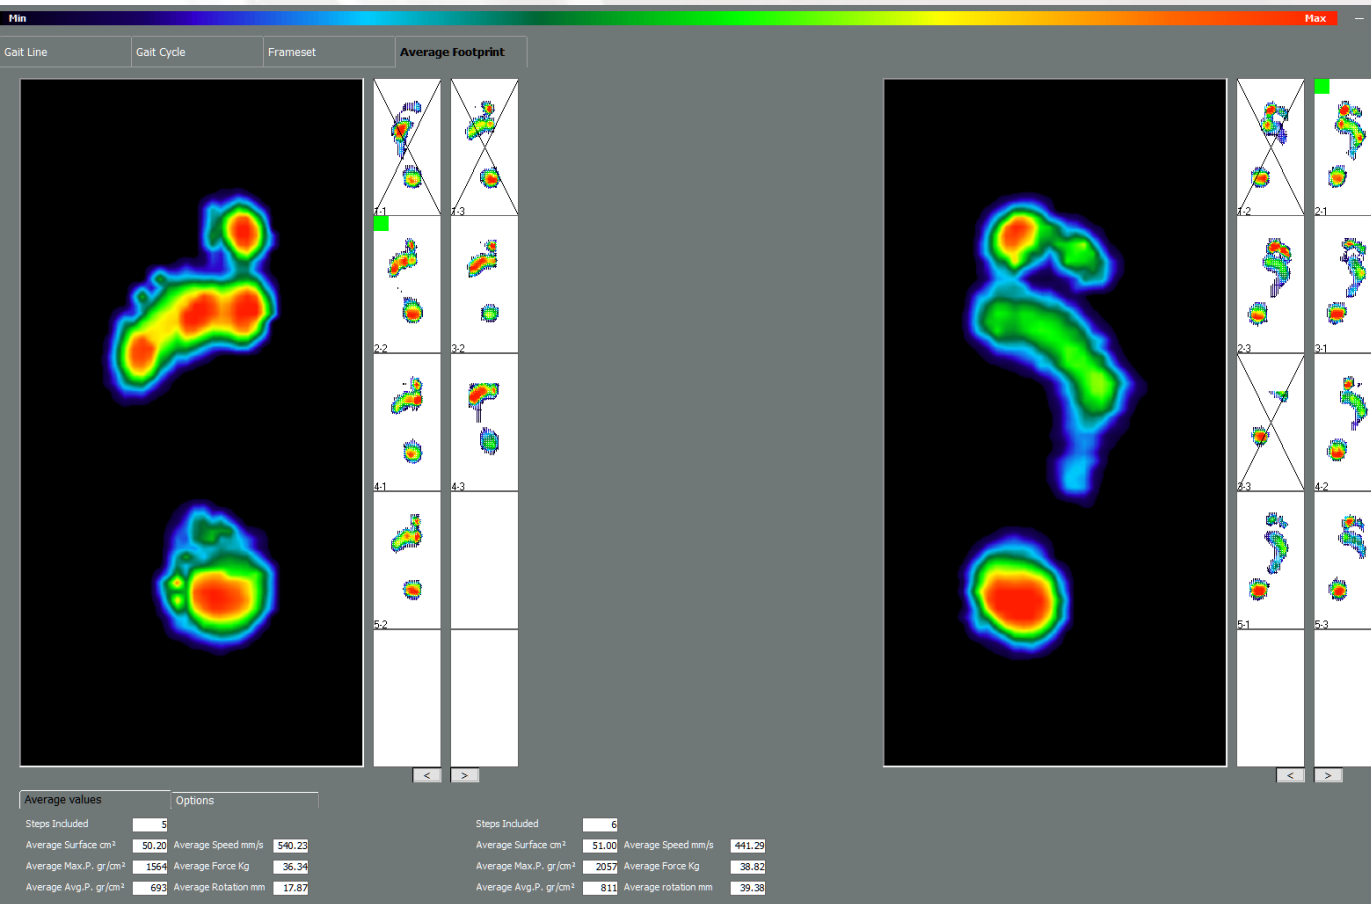 Min Max
Gait Line Gait Cycle Frameset Average Footprint
1-3
2-1
2-2 3-2
2-3 3-1
4-1 4-3
3-3 4-2
5-2
5-1 5-3
< > < >
Average values Options
Steps Included 5 Steps Included 6
Average Surface cm² 50.20 Average Speed mm/s 540.23 Average Surface cm² 51.00 Average Speed mm/s 441.29
Average Max.P. gr/cm² 1564 Average Force Kg 36.34 Average Max.P. gr/cm² 2057 Average Force Kg 38.82
Average Avg.P. gr/cm² 693 Average Rotation mm 17.87 Average Avg.P. gr/cm² 811 Average rotation mm 39.38